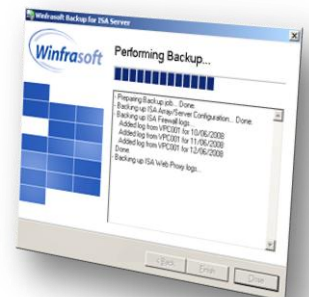 Winfrasoft Backup for ISA Server
Winfrasoft
Performing Backup...
- Preparing Backup job... Done.
- Backing up ISA Array/Server Configuration... Done.
- Backing up ISA Firewall logs...
Added log from VPC001 for 10/06/2008
Added log from VPC001 for 11/06/2008
Added log from VPC001 for 12/06/2008
Done
- Backing up ISA Web Proxy logs...
< Back
Finish
Close